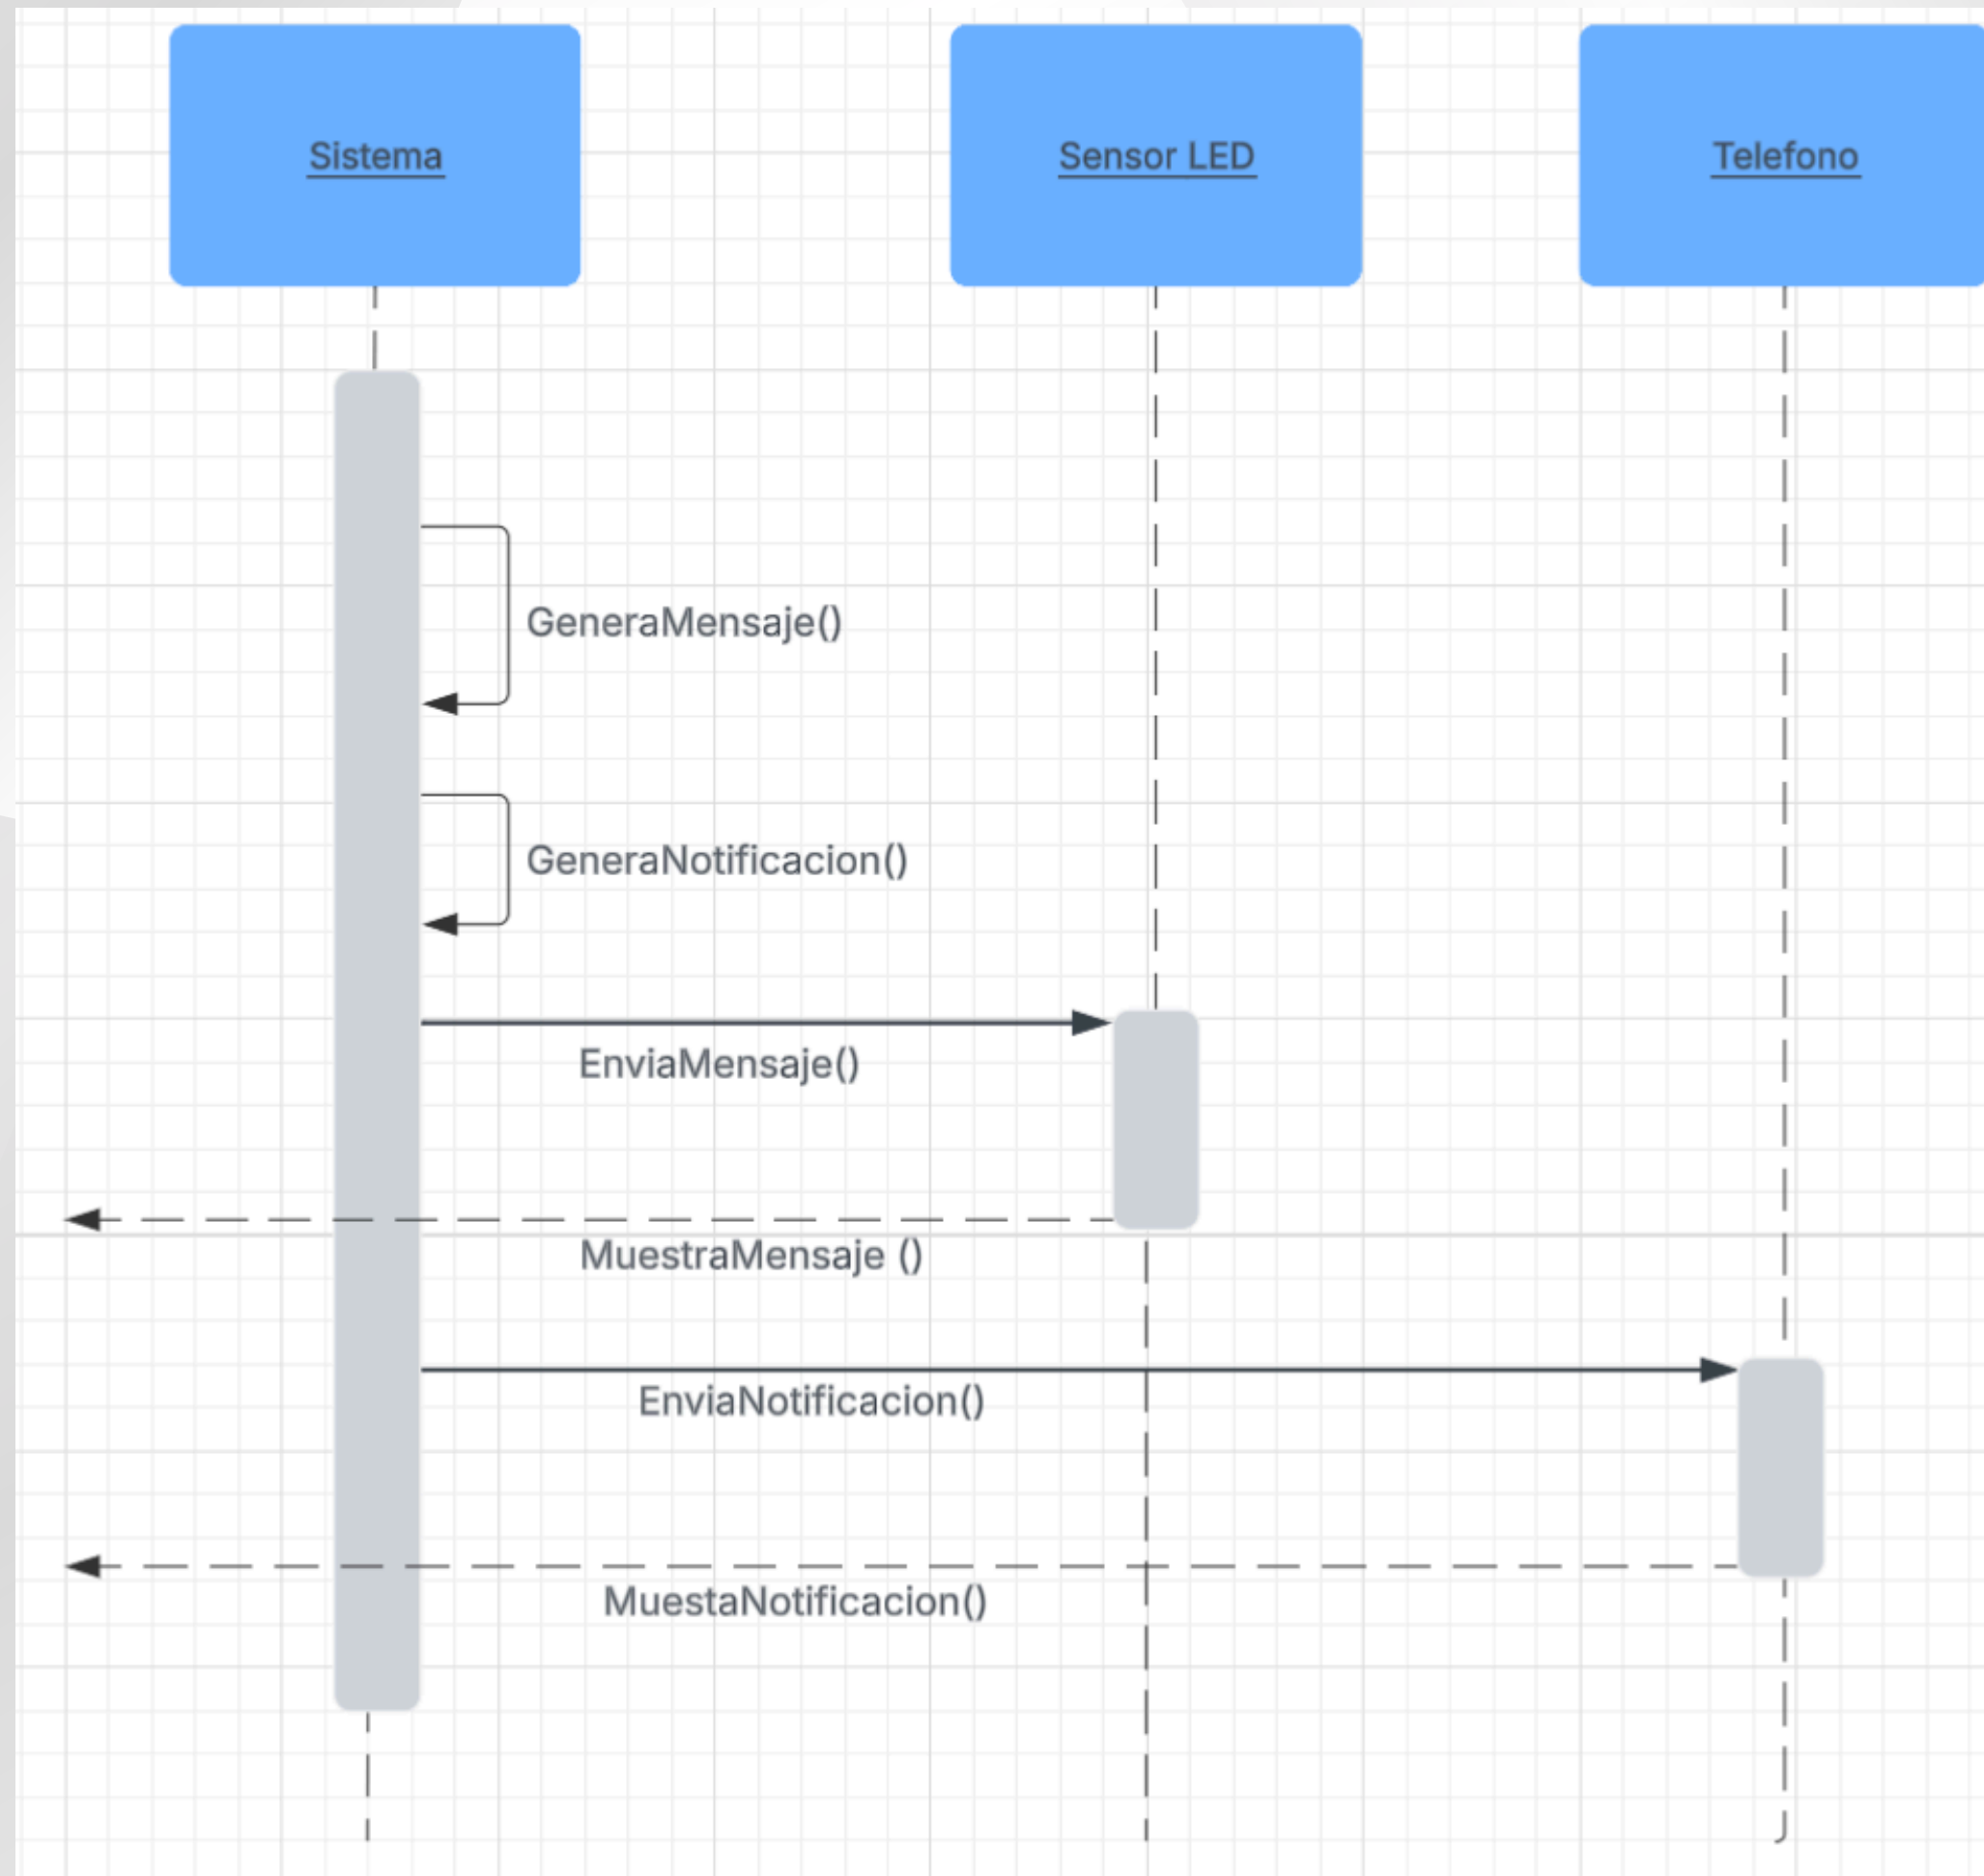 Sistema
Sensor LED
Telefono
GeneraMensaje()
GeneraNotificacion()
EnviaMensaje()
MuestraMensaje ()
EnviaNotificacion()
MuestaNotificacion()